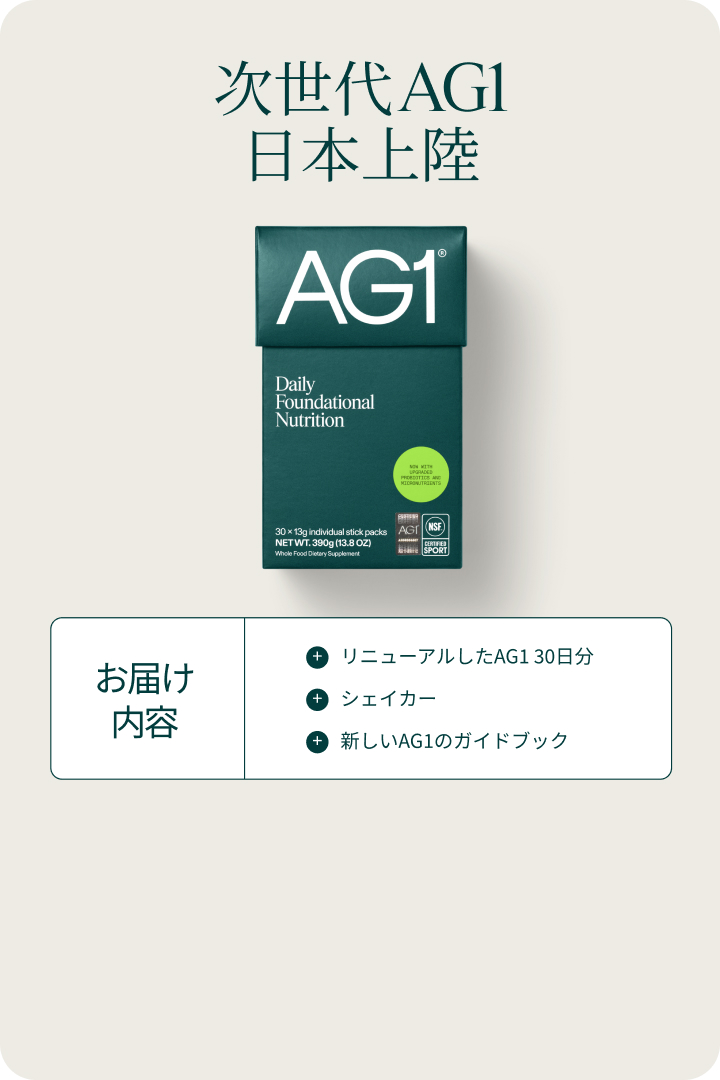 次世代AG1
日本上陸
AG1®
Daily
Foundational
Nutrition
NOW WITH
UPGRADED
PROBIOTICS AND
MICRONUTRIENTS
30 × 13g individual stick packs
NET WT. 390g (13.8 OZ)
Whole Food Dietary Supplement
AG1
NSF
CERTIFIED
SPORT
お届け
内容
+ リニューアルしたAG1 30日分
+ シェイカー
+ 新しいAG1のガイドブック